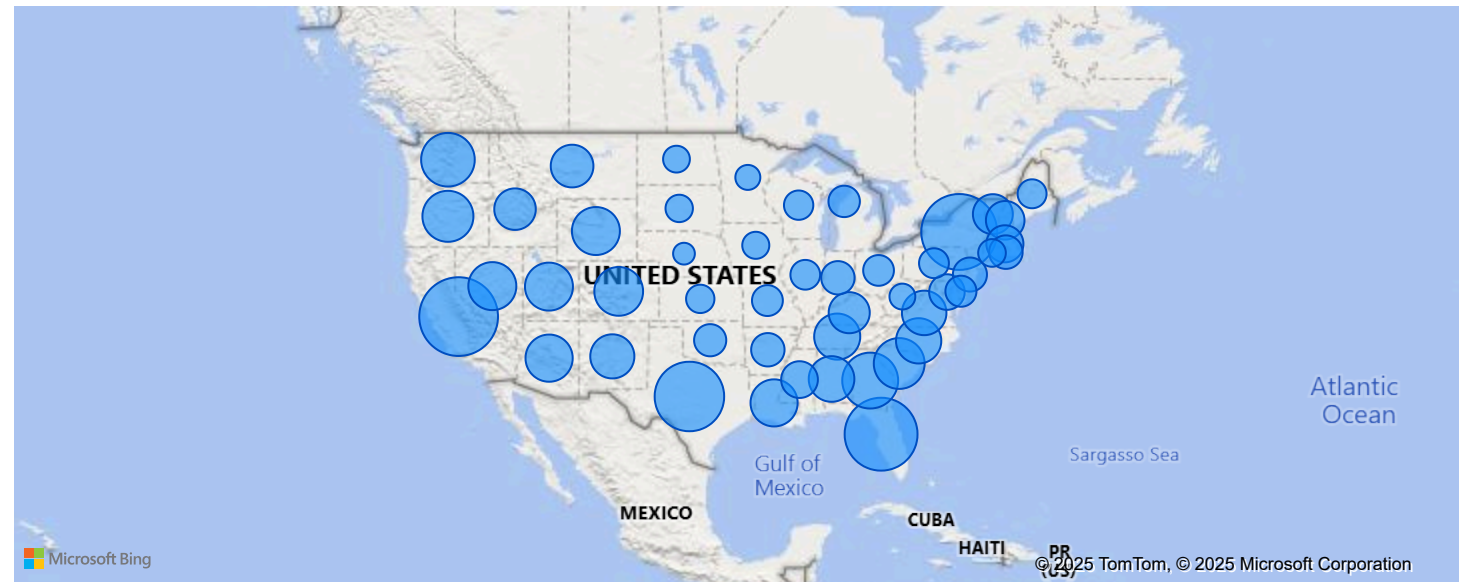 UNITED STATES
Atlantic
Ocean
Sargasso Sea
Gulf of
Mexico
MEXICO
CUBA
HAITI
PR
(US)
Microsoft Bing
© 2025 TomTom, © 2025 Microsoft Corporation